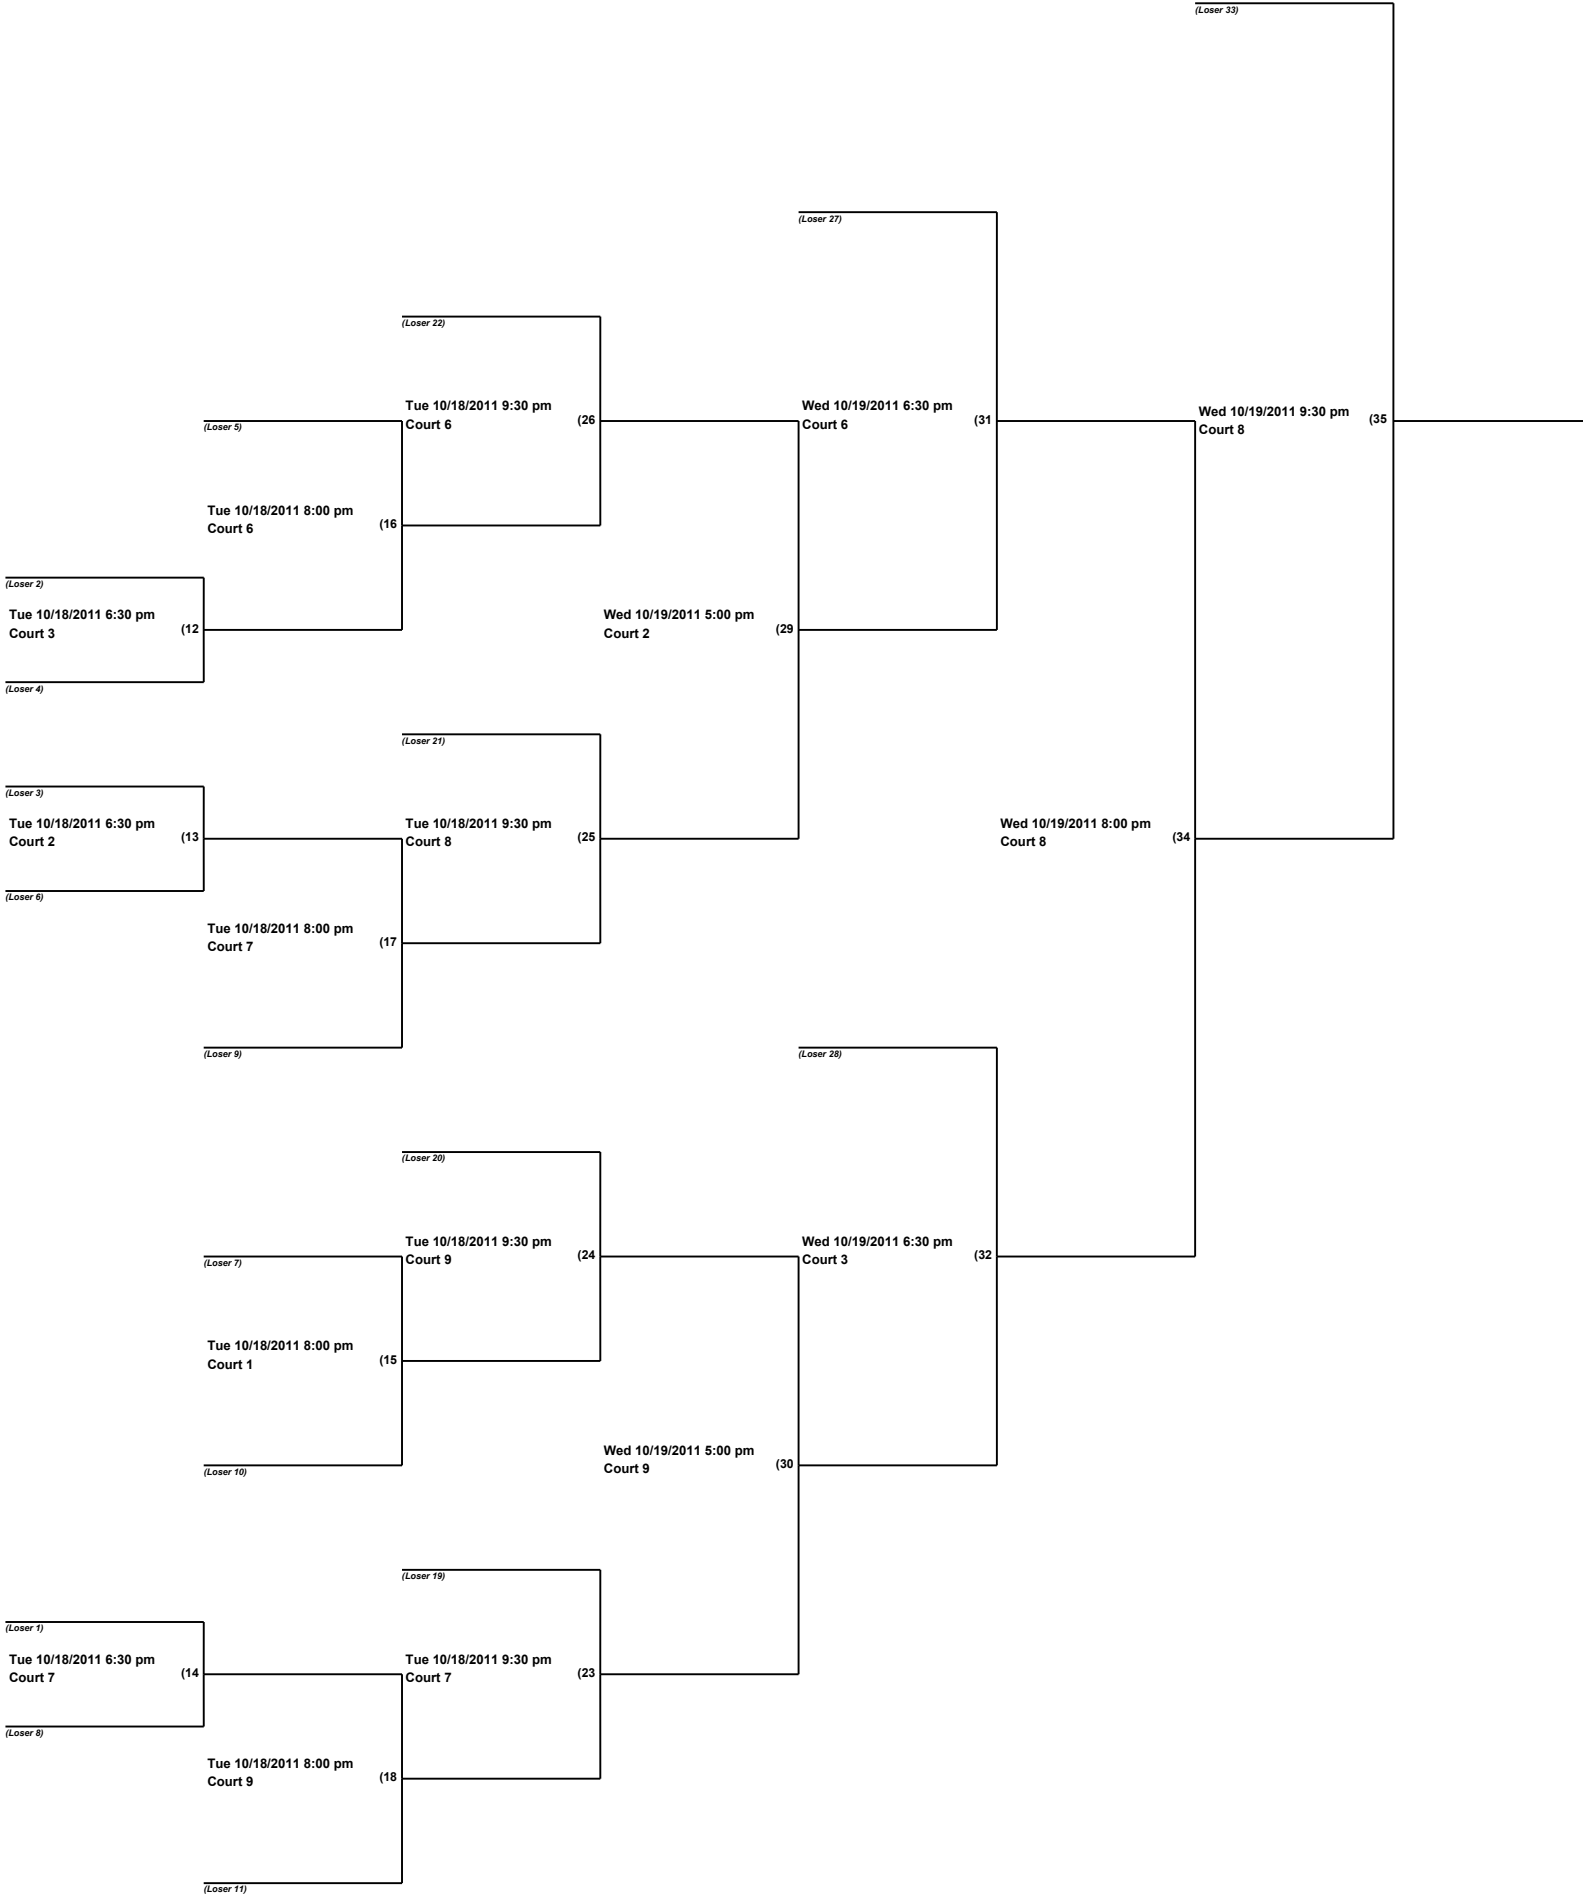 (Loser 33)
(Loser 27)
(Loser 22)
Tue 10/18/2011 9:30 pm
Court 6
(26
Wed 10/19/2011 6:30 pm
Court 6
(31
Wed 10/19/2011 9:30 pm
Court 8
(35
(Loser 5)
Tue 10/18/2011 8:00 pm
Court 6
(16
(Loser 2)
Tue 10/18/2011 6:30 pm
Court 3
(12
Wed 10/19/2011 5:00 pm
Court 2
(29
(Loser 4)
(Loser 21)
(Loser 3)
Tue 10/18/2011 6:30 pm
Court 2
(13
Tue 10/18/2011 9:30 pm
Court 8
(25
Wed 10/19/2011 8:00 pm
Court 8
(34
(Loser 6)
Tue 10/18/2011 8:00 pm
Court 7
(17
(Loser 9)
(Loser 28)
(Loser 20)
Tue 10/18/2011 9:30 pm
Court 9
(24
Wed 10/19/2011 6:30 pm
Court 3
(32
(Loser 7)
Tue 10/18/2011 8:00 pm
Court 1
(15
Wed 10/19/2011 5:00 pm
Court 9
(30
(Loser 10)
(Loser 19)
(Loser 1)
Tue 10/18/2011 6:30 pm
Court 7
(14
Tue 10/18/2011 9:30 pm
Court 7
(23
(Loser 8)
Tue 10/18/2011 8:00 pm
Court 9
(18
(Loser 11)